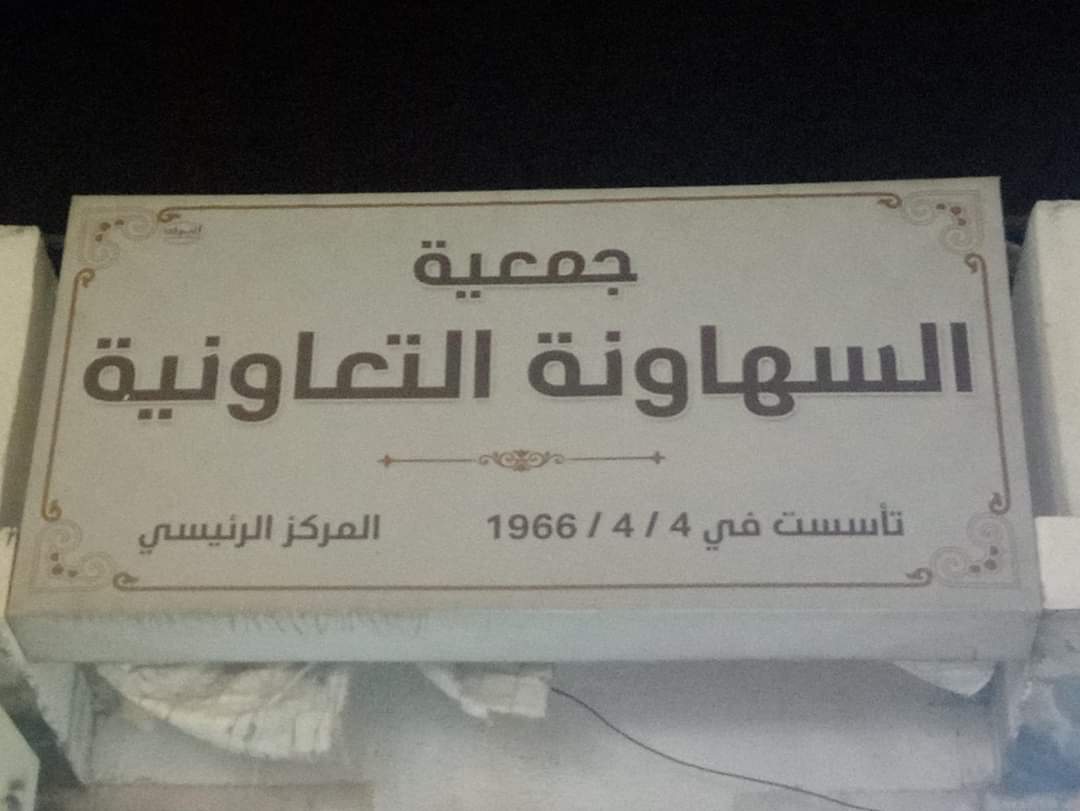 جمعية
السهاونة التعاونية
تأسست في 4 / 4 / 1966 المركز الرئيسي